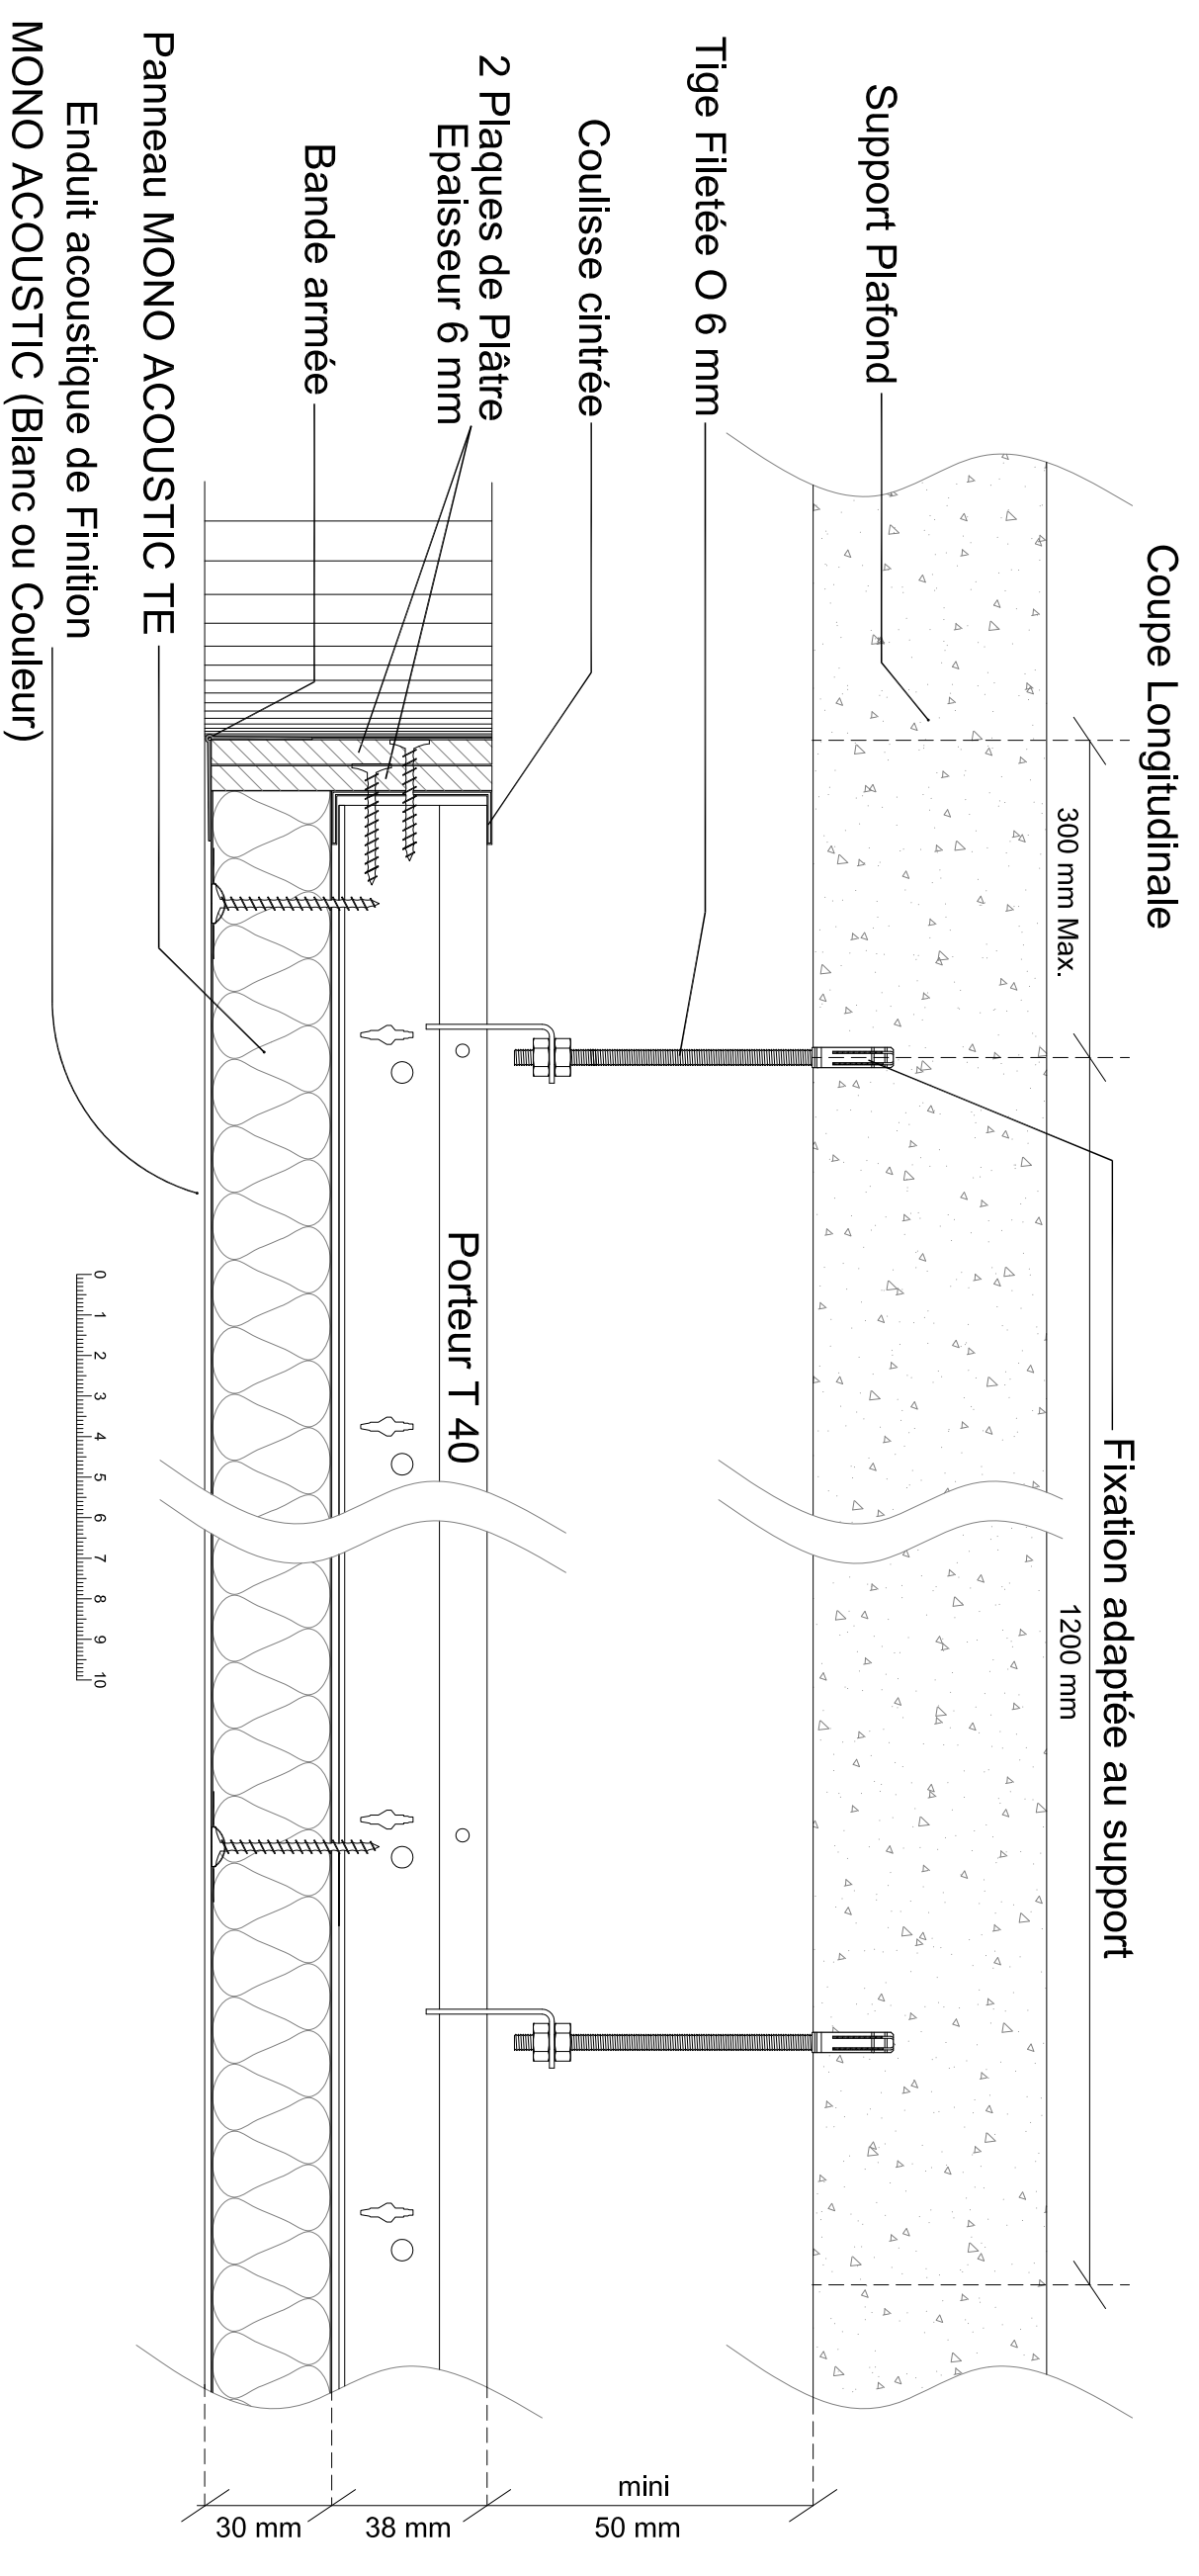 Coupe Longitudinale
Fixation adaptée au support
300 mm Max.
1200 mm
Support Plafond
Tige Filetée O 6 mm
Coulisse cintrée
2 Plaques de Plâtre
Epaisseur 6 mm
Porteur T 40
Bande armée
Panneau MONO ACOUSTIC TE
Enduit acoustique de Finition
MONO ACOUSTIC (Blanc ou Couleur)
0 1 2 3 4 5 6 7 8 9 10
mini
50 mm
38 mm
30 mm